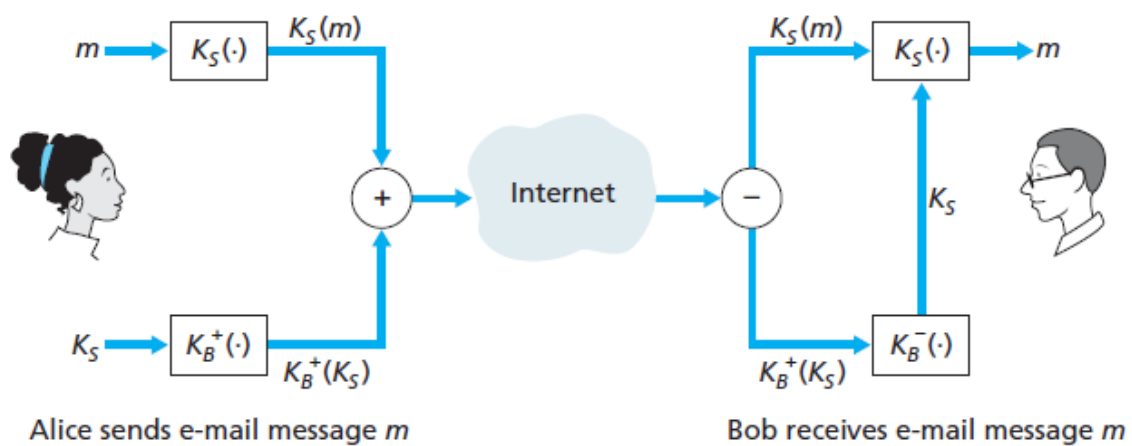 m
K_S(·)
K_S(m)
+
K_S
K_B^+(·)
K_B^+(K_S)
Internet
−
K_S(m)
K_S(·)
m
K_S
K_B^+(K_S)
K_B^−(·)
Alice sends e-mail message m
Bob receives e-mail message m